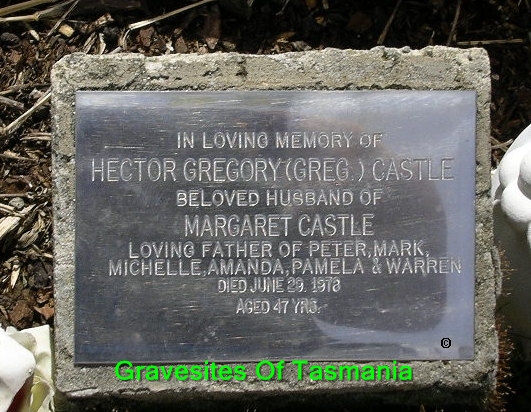 IN LOVING MEMORY OF
HECTOR GREGORY (GREG.) CASTLE
BELOVED HUSBAND OF
MARGARET CASTLE
LOVING FATHER OF PETER, MARK,
MICHELLE, AMANDA, PAMELA & WARREN
DIED JUNE 29, 1978
AGED 47 YRS.
©
Gravesites Of Tasmania